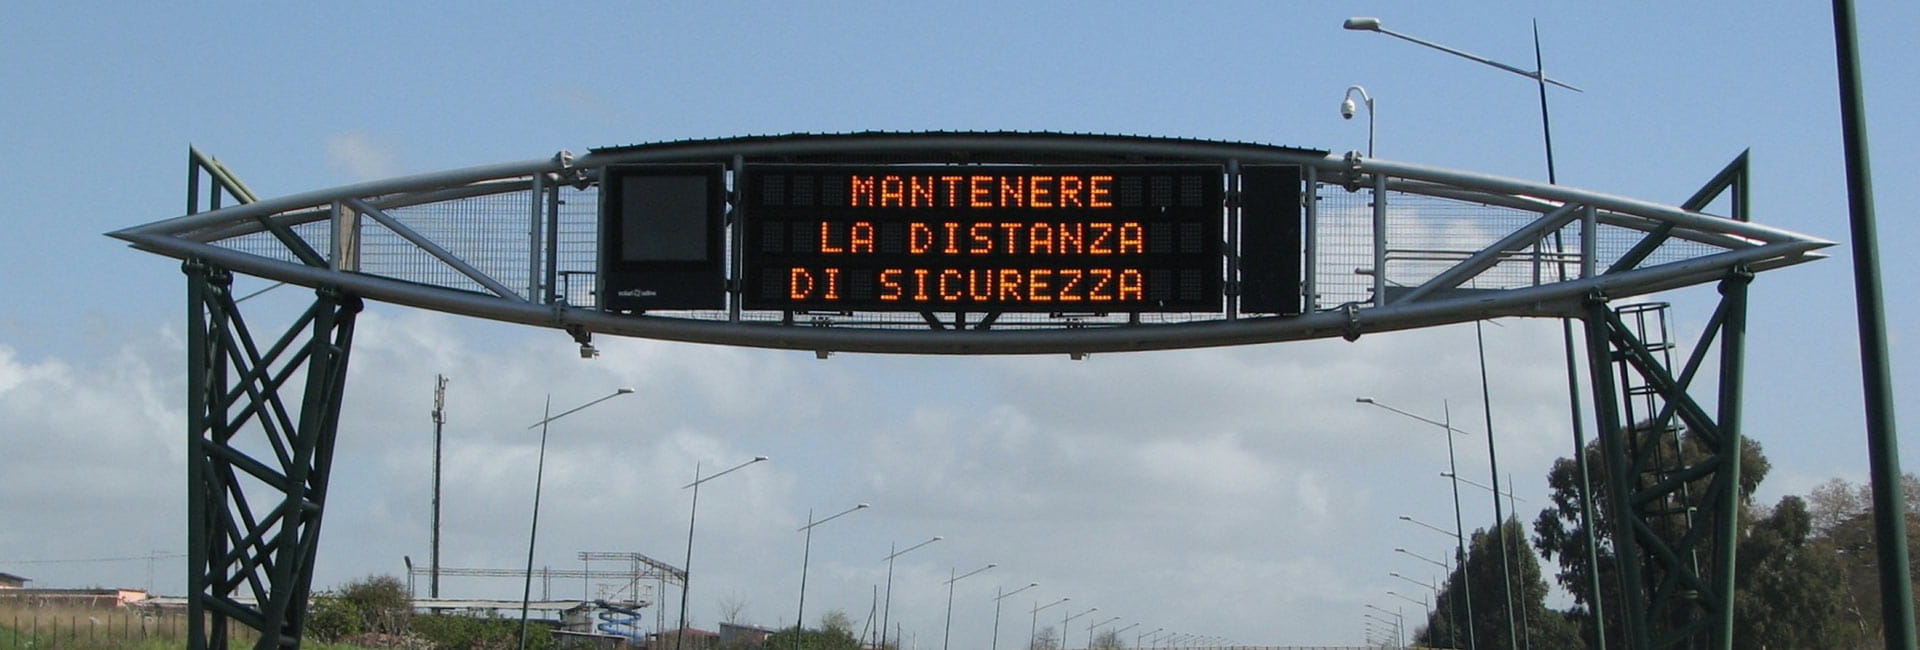 MANTENERE
LA DISTANZA
DI SICUREZZA